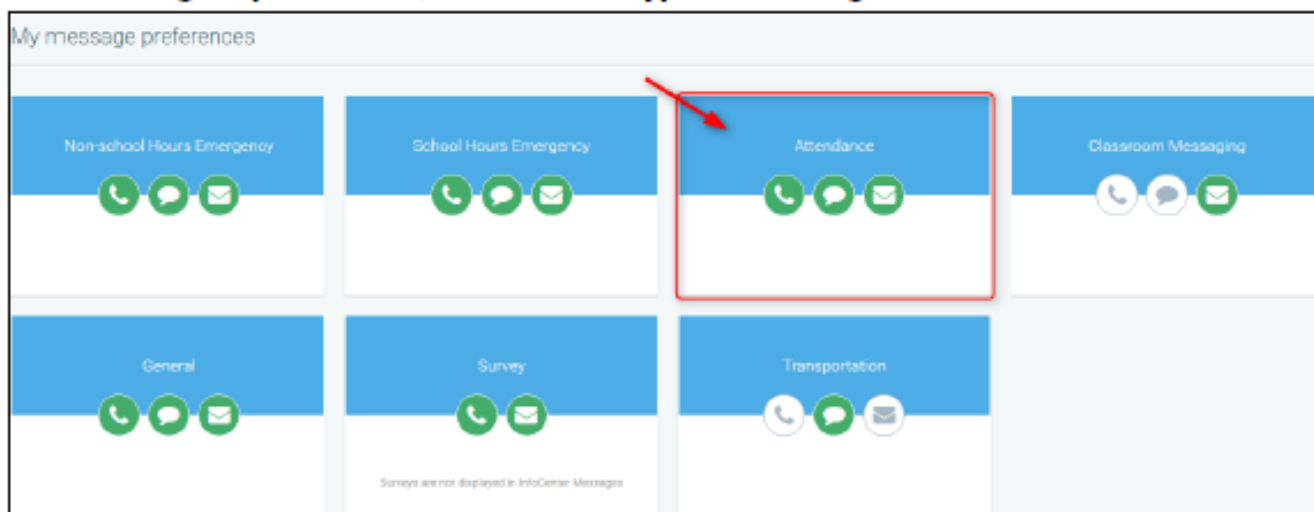 My message preferences
Non-school Hours Emergency
School Hours Emergency
Attendance
Classroom Messaging
General
Survey
Transportation
Surveys are not displayed in InfoCenter Messages